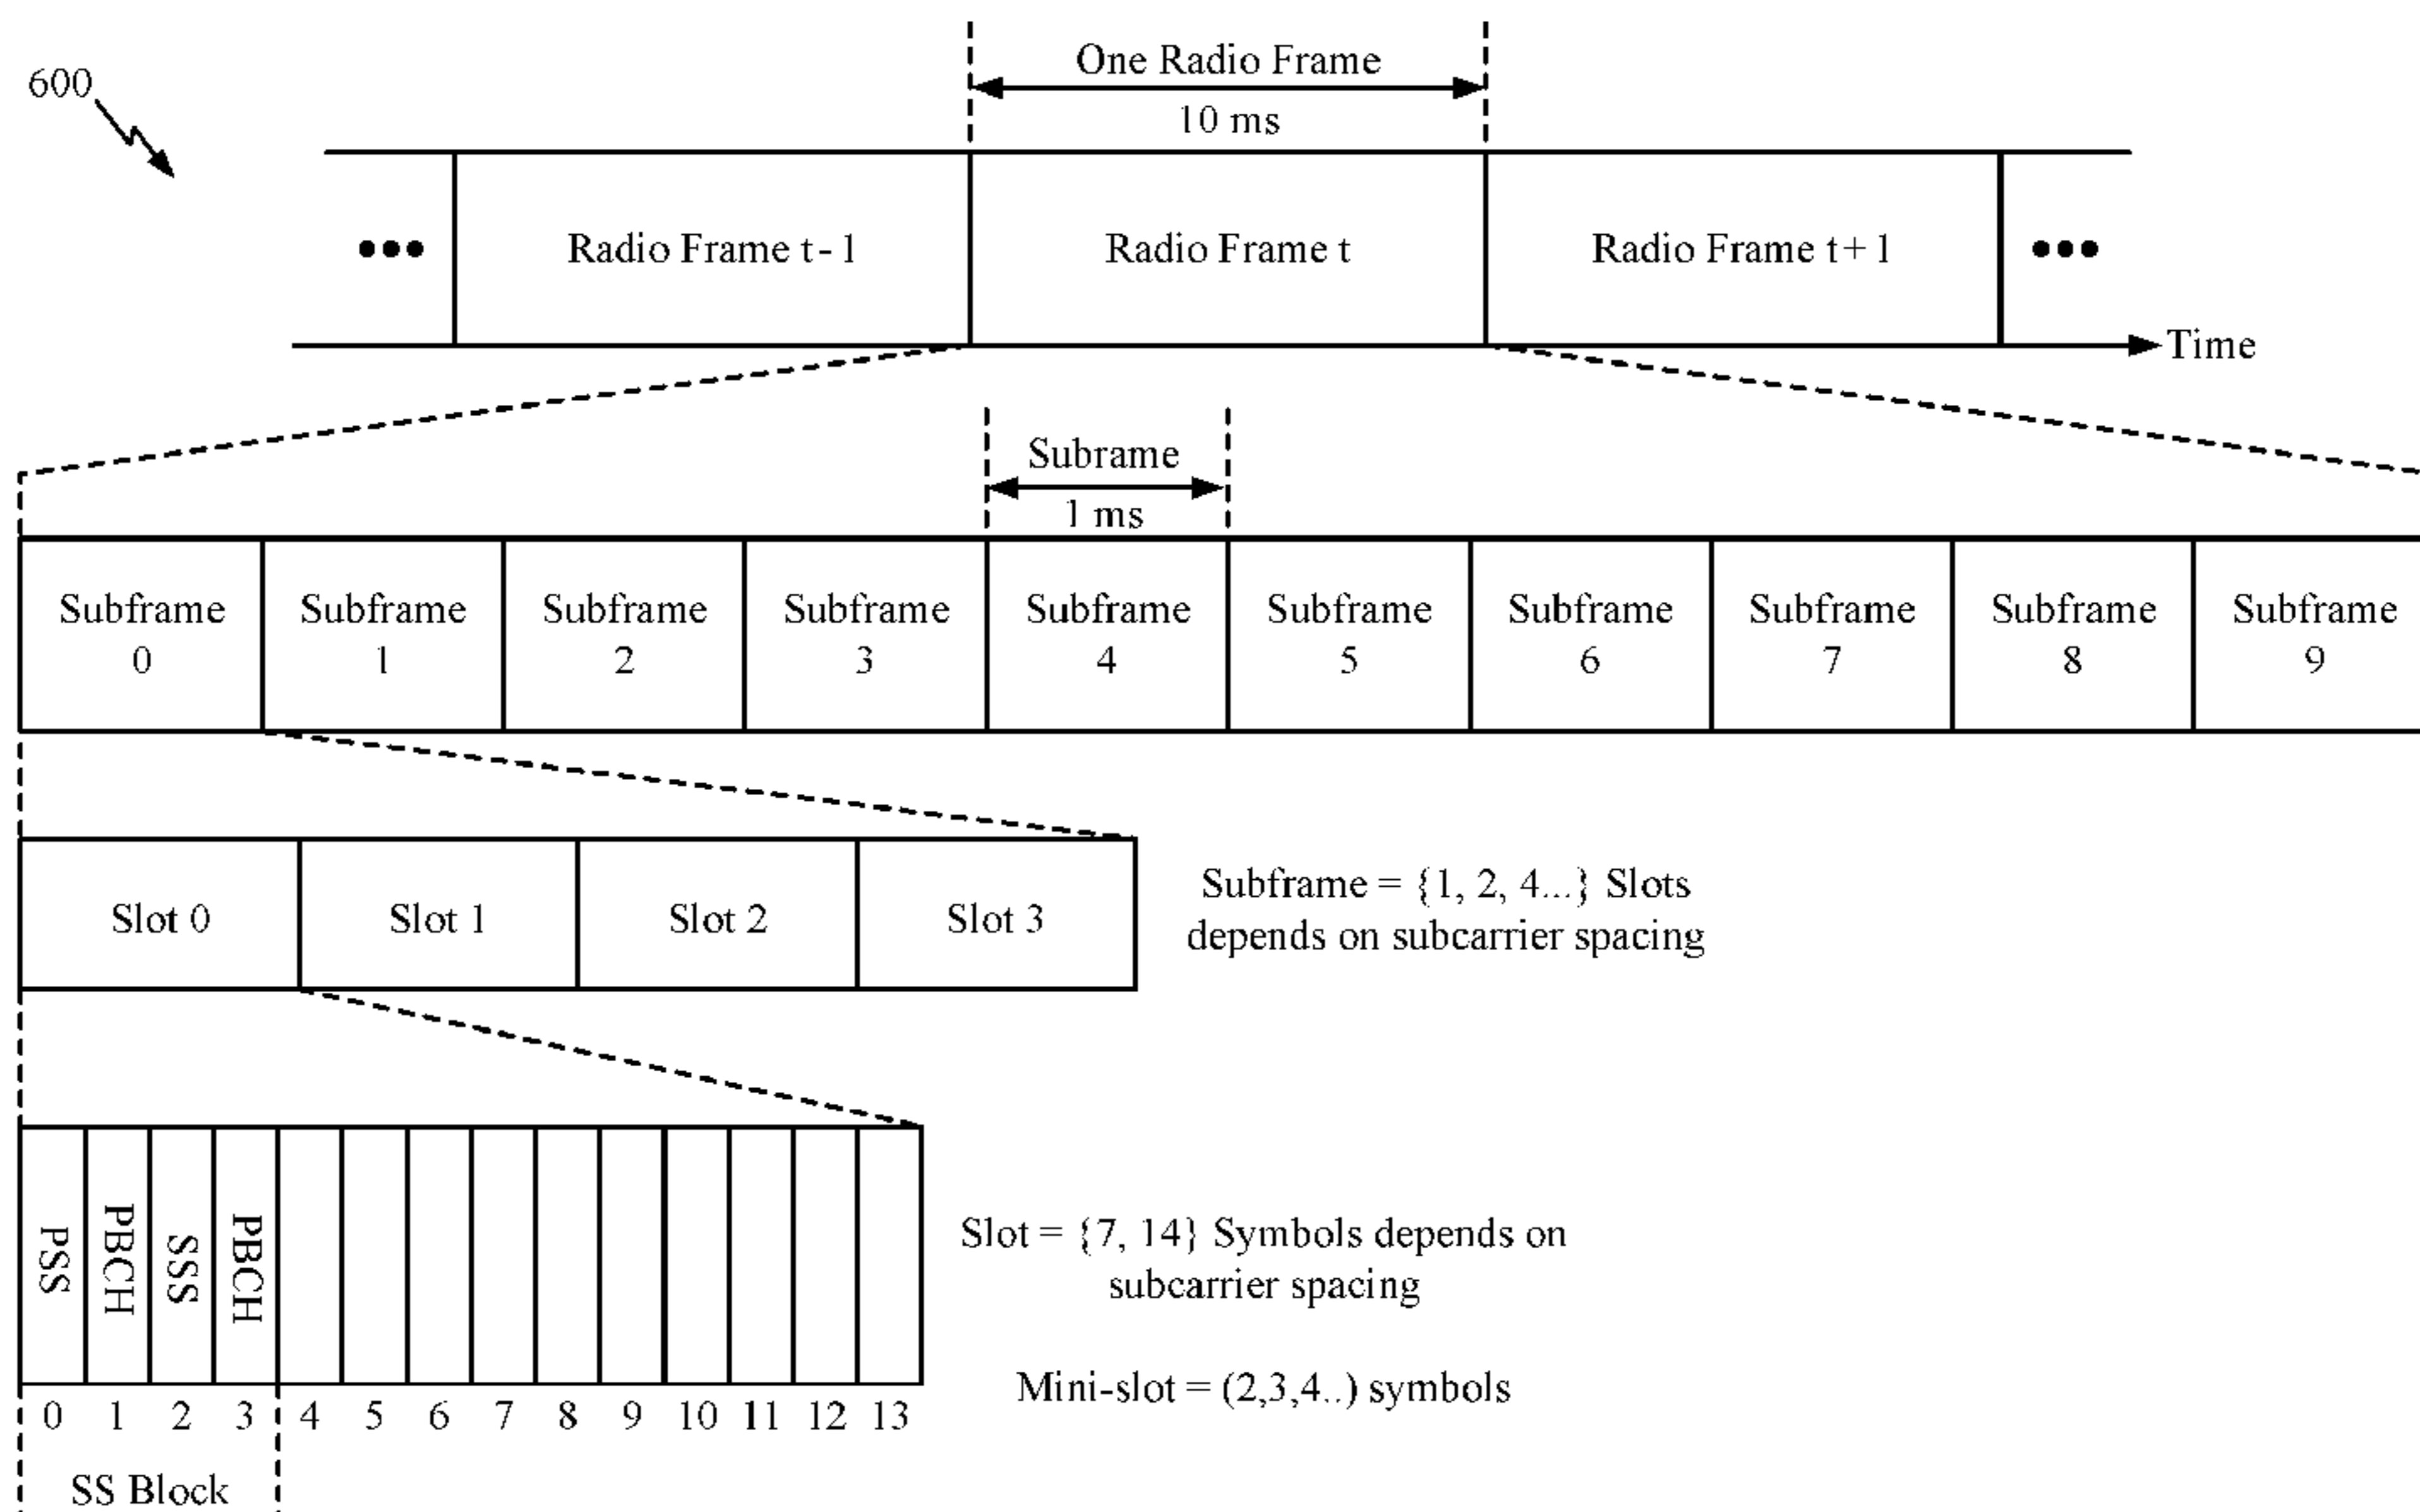 600
One Radio Frame
10 ms
••• Radio Frame t-1 Radio Frame t Radio Frame t+1 •••
Time
Subrame
1 ms
Subframe 0
Subframe 1
Subframe 2
Subframe 3
Subframe 4
Subframe 5
Subframe 6
Subframe 7
Subframe 8
Subframe 9
Slot 0 Slot 1 Slot 2 Slot 3
Subframe = {1, 2, 4...} Slots
depends on subcarrier spacing
PSS
PBCH
SSS
PBCH
Slot = {7, 14} Symbols depends on
subcarrier spacing
Mini-slot = (2,3,4..) symbols
0 1 2 3 4 5 6 7 8 9 10 11 12 13
SS Block